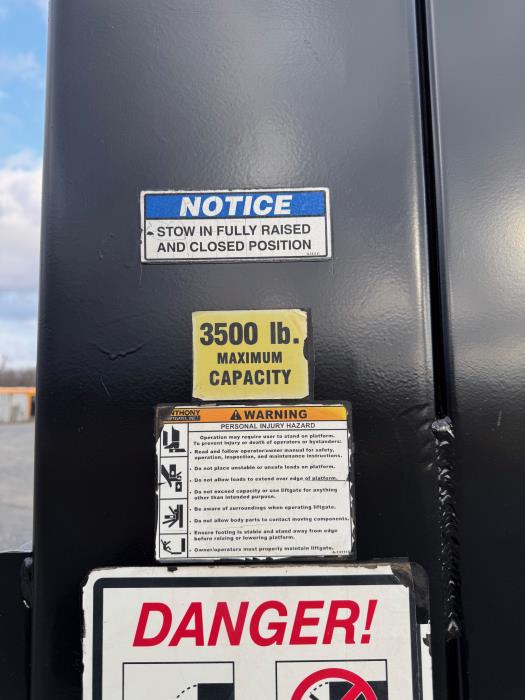 NOTICE
STOW IN FULLY RAISED
AND CLOSED POSITION
3500 lb.
MAXIMUM
CAPACITY
NTHONY
WARNING
PERSONAL INJURY HAZARD
Operation may require user to stand on platform.
To prevent injury or death of operators or bystanders:
• Read and follow operator/owner manual for safety,
operation, inspection, and maintenance instructions.
• Do not place unstable or unsafe loads on platform.
• Do not allow loads to extend over edge of platform.
• Do not exceed capacity or use liftgate for anything
other than intended purpose.
• Be aware of surroundings when operating liftgate.
• Do not allow body parts to contact moving components.
• Ensure footing is stable and stand away from edge
before raising or lowering platform.
• Owner/operators must properly maintain liftgate.
DANGER!